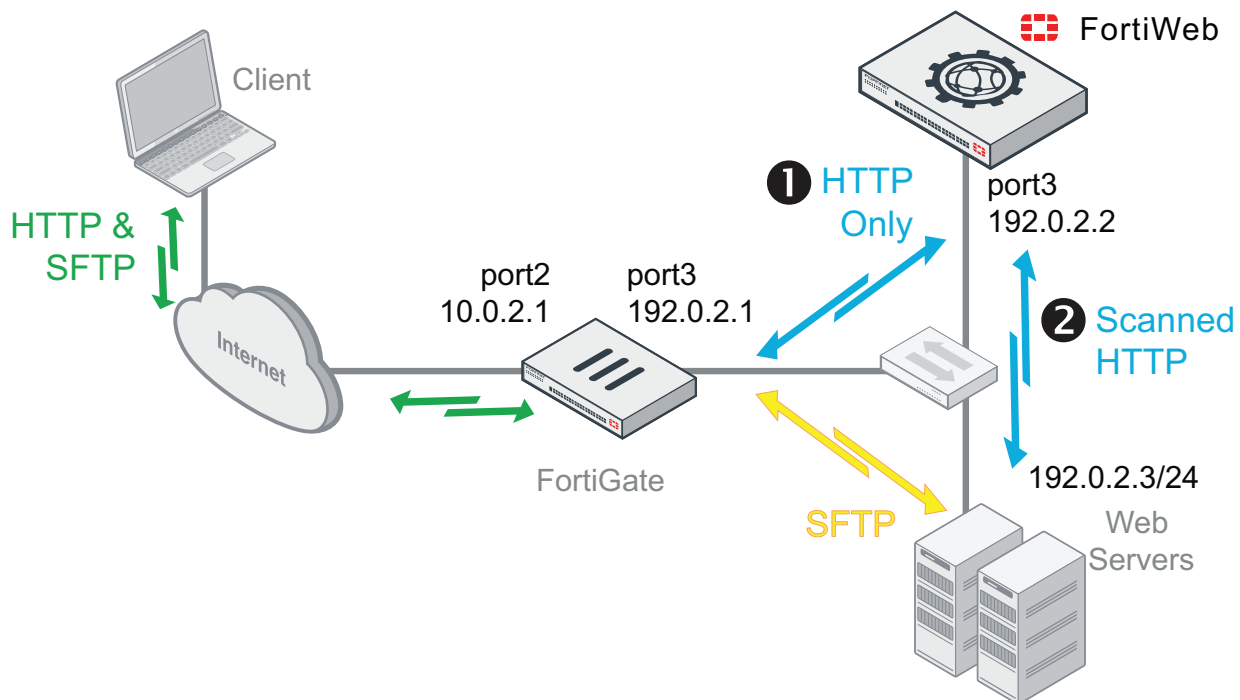 FortiWeb
Client
❶ HTTP
Only
port3
192.0.2.2
HTTP &
SFTP
port2
10.0.2.1
port3
192.0.2.1
Internet
❷ Scanned
HTTP
FortiGate
SFTP
192.0.2.3/24
Web
Servers